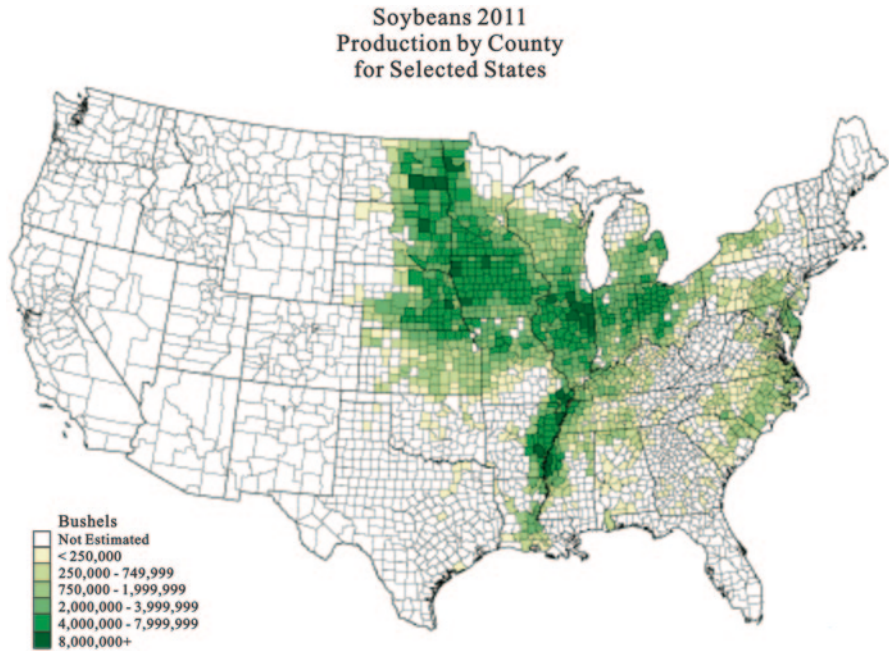 Soybeans 2011
Production by County
for Selected States
Bushels
Not Estimated
< 250,000
250,000 - 749,999
750,000 - 1,999,999
2,000,000 - 3,999,999
4,000,000 - 7,999,999
8,000,000+